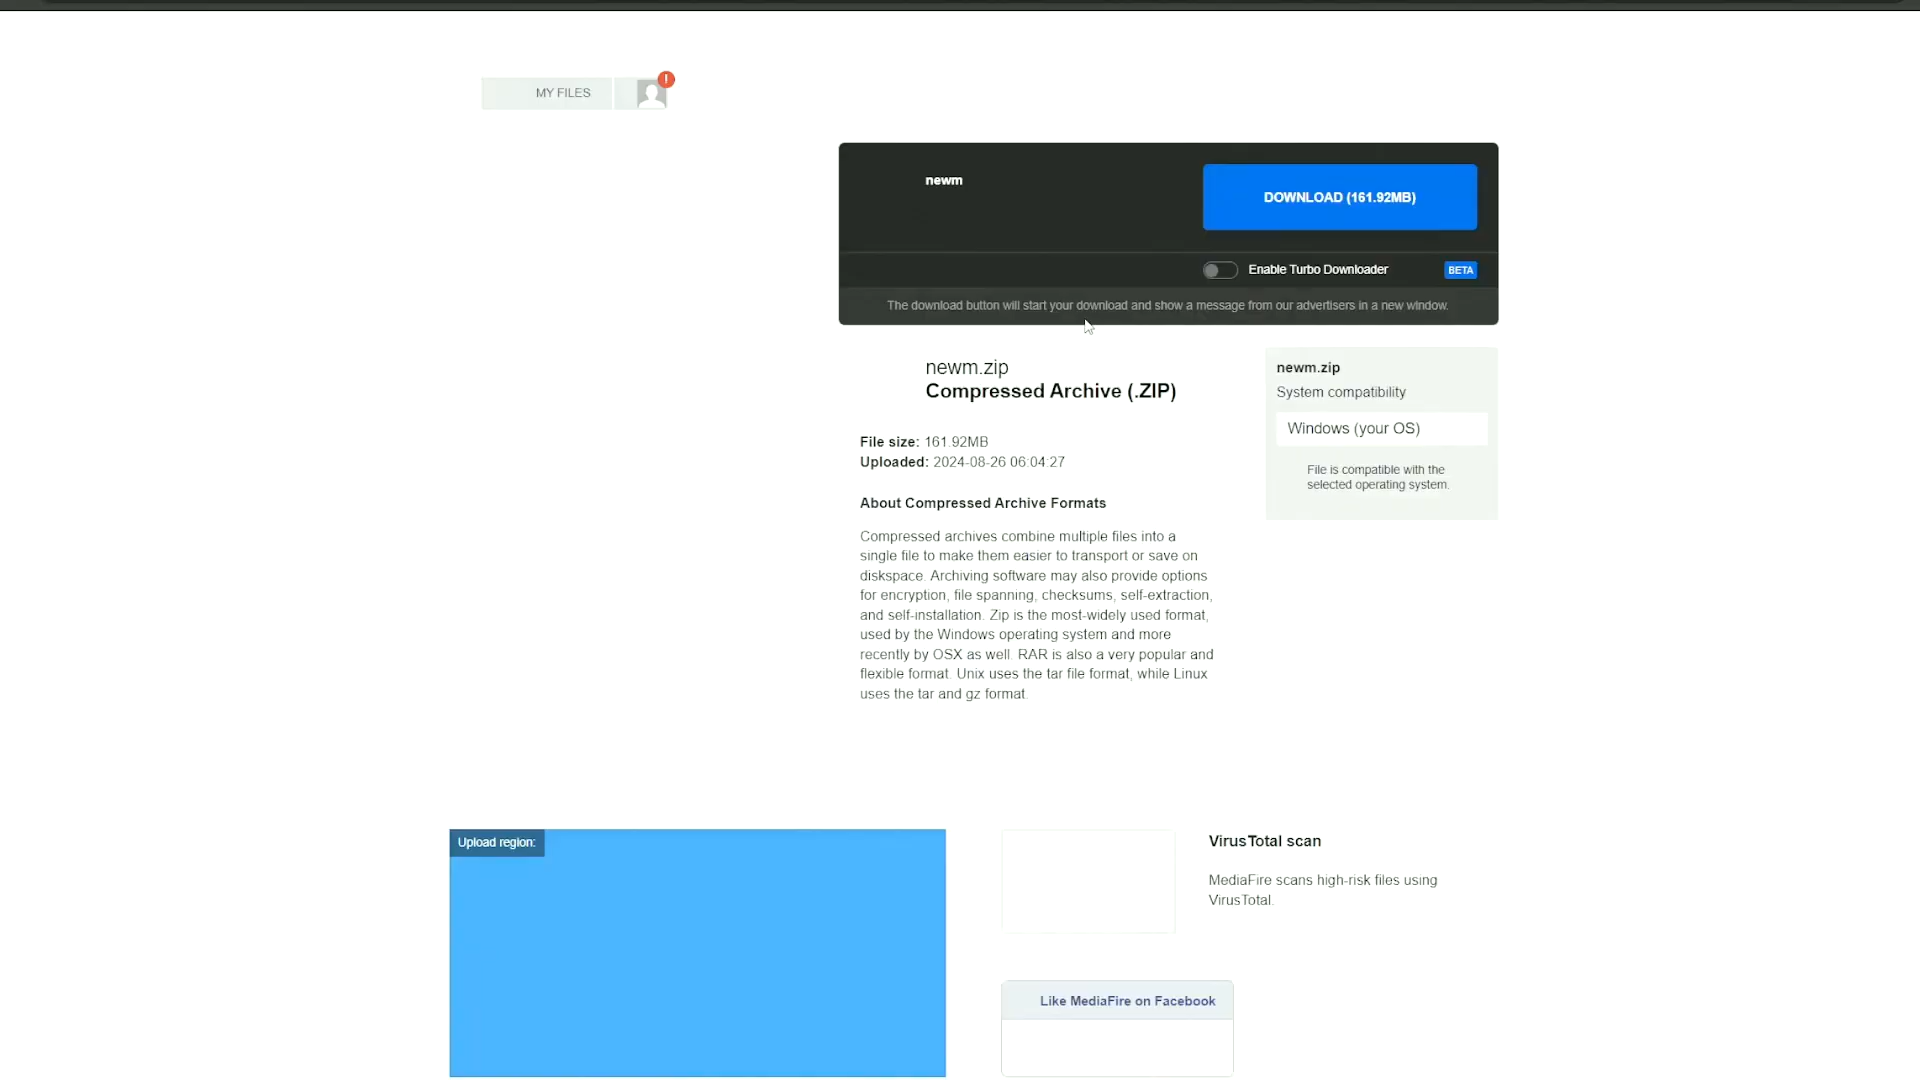 MY FILES
!
newm
DOWNLOAD (161.92MB)
Enable Turbo Downloader
BETA
The download button will start your download and show a message from our advertisers in a new window.
newm.zip
Compressed Archive (.ZIP)
File size: 161.92MB
Uploaded: 2024-08-26 06:04:27
About Compressed Archive Formats
Compressed archives combine multiple files into a
single file to make them easier to transport or save on
diskspace. Archiving software may also provide options
for encryption, file spanning, checksums, self-extraction,
and self-installation. Zip is the most-widely used format,
used by the Windows operating system and more
recently by OSX as well. RAR is also a very popular and
flexible format. Unix uses the tar file format, while Linux
uses the tar and gz format.
newm.zip
System compatibility
Windows (your OS)
File is compatible with the
selected operating system.
Upload region:
VirusTotal scan
MediaFire scans high-risk files using
VirusTotal.
Like MediaFire on Facebook